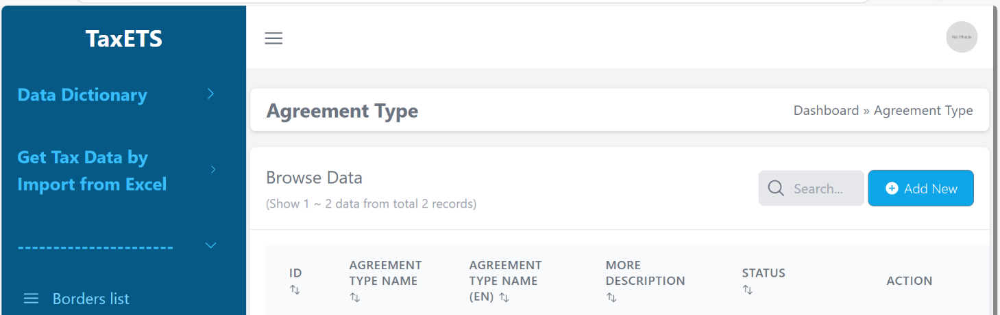 TaxETS
No Photo
Data Dictionary
Agreement Type
Dashboard » Agreement Type
Get Tax Data by
Import from Excel
Browse Data
(Show 1 ~ 2 data from total 2 records)
Search...
Add New
----------------------
Borders list
ID
AGREEMENT
TYPE NAME
AGREEMENT
TYPE NAME
(EN)
MORE
DESCRIPTION
STATUS
ACTION